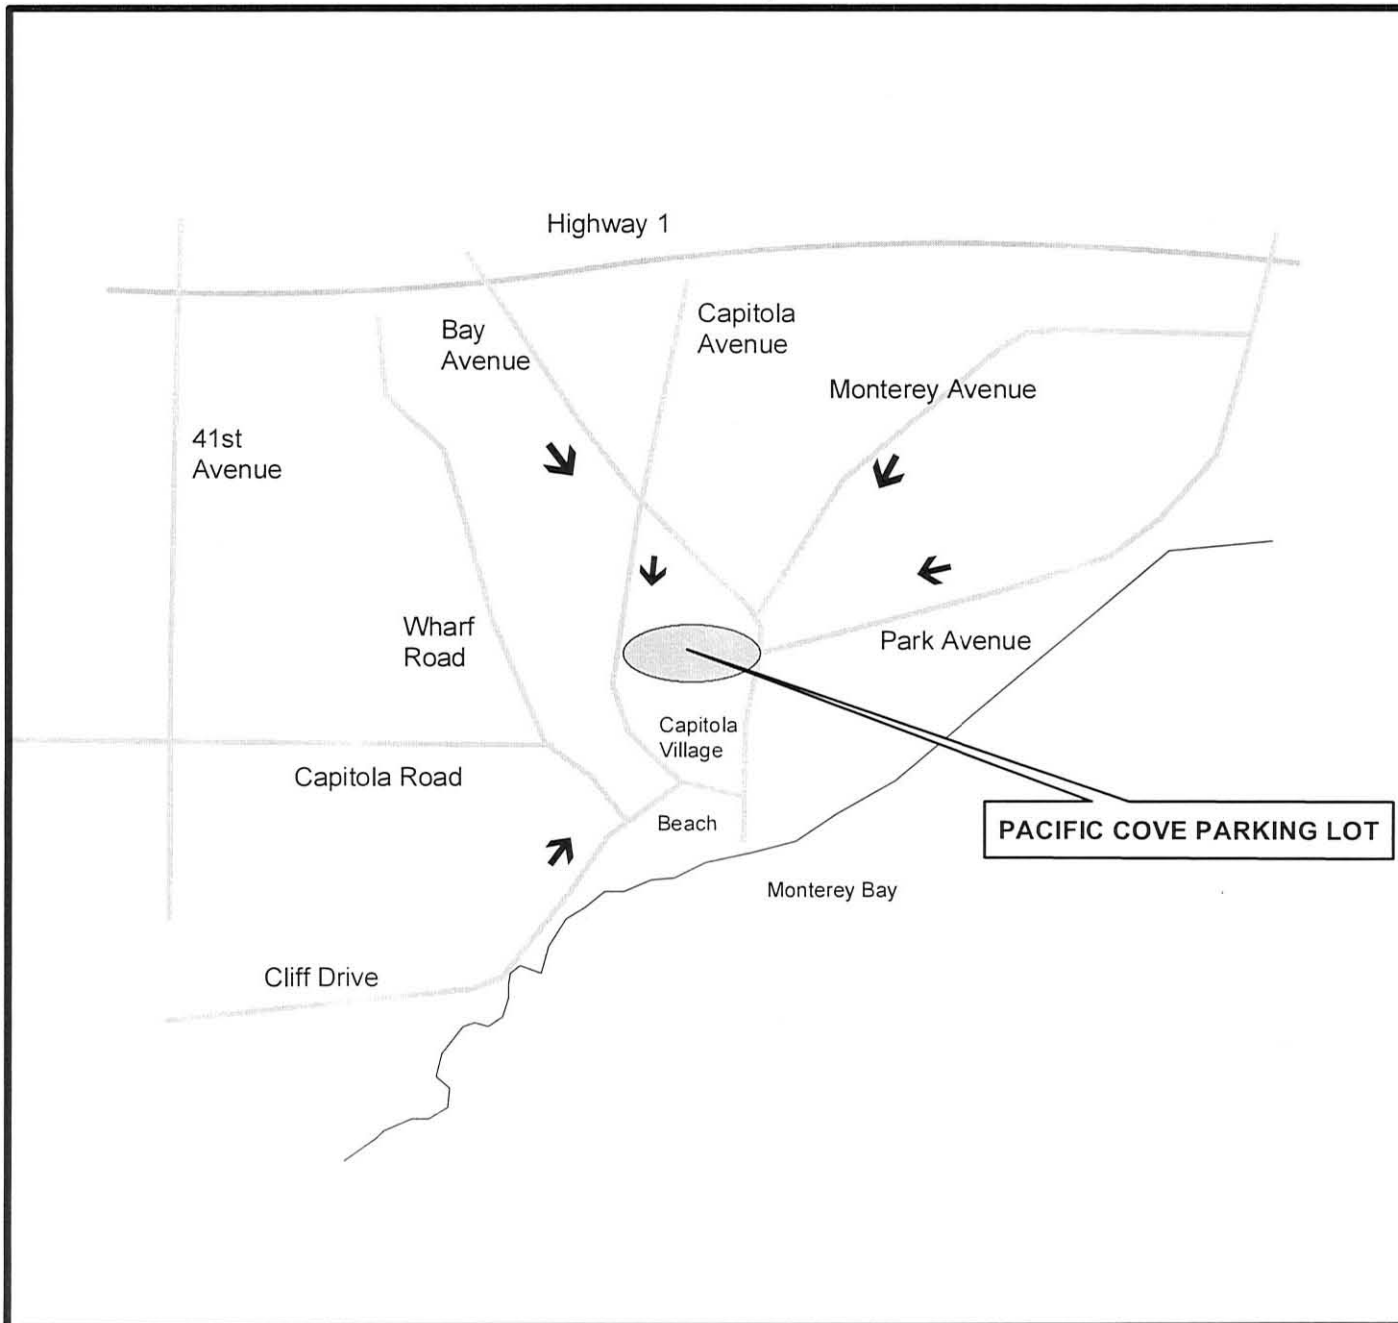 Highway 1
Bay
Avenue
Capitola
Avenue
Monterey Avenue
41st
Avenue
Wharf
Road
Park Avenue
Capitola
Village
Capitola Road
Beach
PACIFIC COVE PARKING LOT
Monterey Bay
Cliff Drive